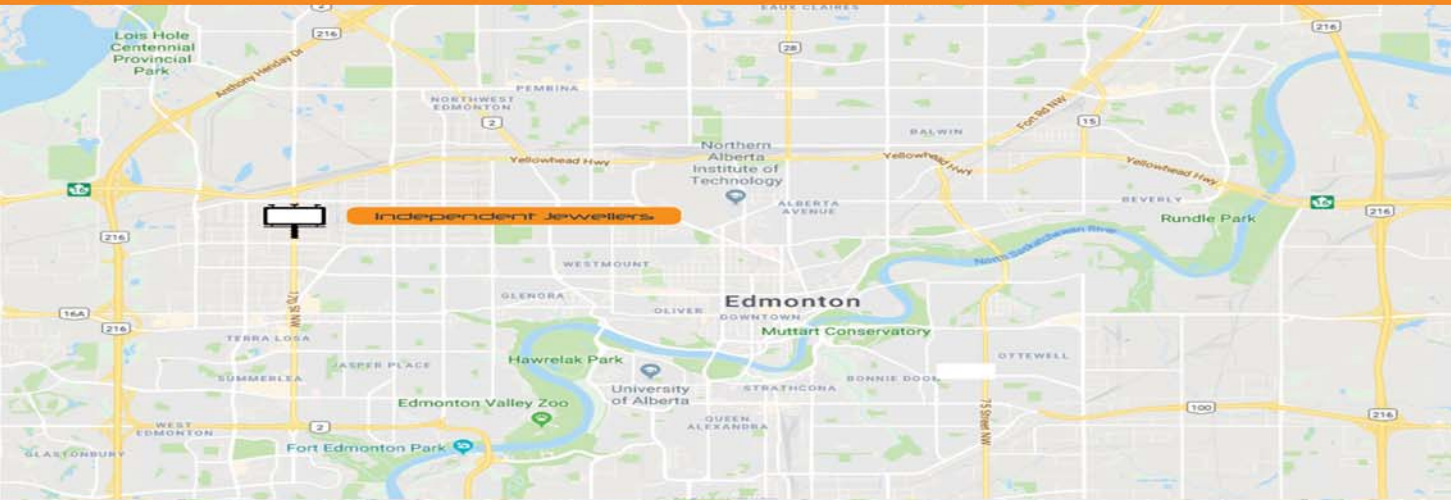 EAUX CLAIRES
2
Lois Hole
Centennial
Provincial
Park
216
216
28
Anthony Henday Dr
PEMBINA
NORTHWEST
EDMONTON
2
Fort Rd NW
15
BALWIN
Northern
Alberta
Institute of
Technology
Yellowhead Hwy
Yellowhead Hwy
Yellowhead Hwy
16
16
ALBERTA
AVENUE
BEVERLY
216
Rundle Park
Independent Jewellers
216
North Saskatchewan River
WESTMOUNT
GLENORA
Edmonton
OLIVER
DOWNTOWN
16A
170 St NW
216
Muttart Conservatory
TERRA LOSA
JASPER PLACE
Hawrelak Park
OTTEWELL
SUMMERLEA
University
of Alberta
STRATHCONA
BONNIE DOON
Edmonton Valley Zoo
75 Street NW
100
216
QUEEN
ALEXANDRA
WEST
EDMONTON
2
Fort Edmonton Park
GLASTONBURY